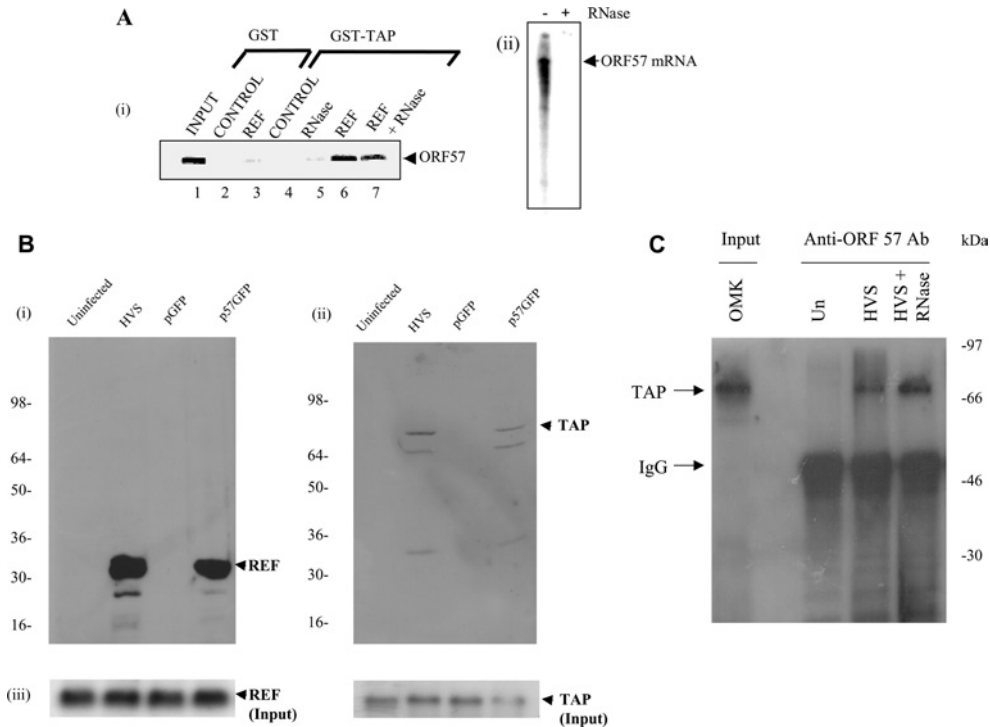 A
GST
GST-TAP
(i)
INPUT
CONTROL
REF
CONTROL
RNase
REF
REF
+ RNase
ORF57
1 2 3 4 5 6 7
(ii)
- + RNase
ORF57 mRNA
B
(i)
Uninfected
HVS
pGFP
p57GFP
98-
64-
50-
36-
30-
16-
REF
(ii)
Uninfected
HVS
pGFP
p57GFP
98-
64-
50-
36-
30-
16-
TAP
(iii)
REF
(Input)
TAP
(Input)
C
Input
Anti-ORF 57 Ab
kDa
OMK
Un
HVS
HVS +
RNase
TAP
IgG
-97
-66
-46
-30